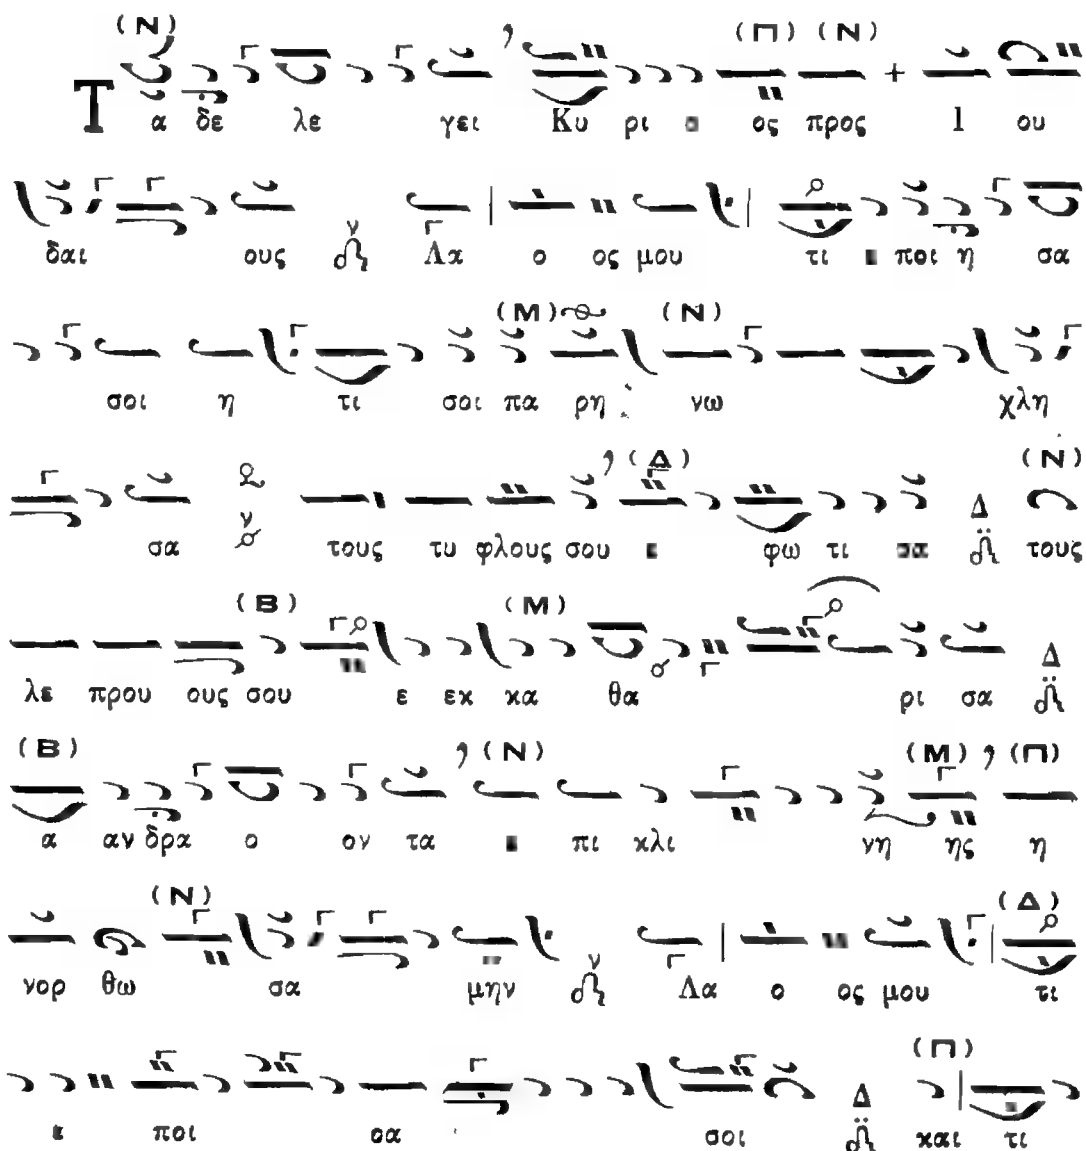 (Ν) (Π) (Ν)
Τα δε λε γει Κυ ρι ος προς Ι ου
δαι ους Λα ο ος μου τι ε ποι η σα
(Μ) (Ν)
σοι η τι σοι πα ρη νω χλη
(Δ) (Ν)
σα τους τυ φλους σου ε φω τι σα Δ τους
(Β) (Μ)
λε πρου ους σου ε εκ κα θα ρι σα Δ
(Β) (Ν) (Μ) (Π)
α αν δρα ο ον τα ε πι κλι νη ης η
(Ν) (Δ)
νορ θω σα μην Λα ο ος μου τι
(Π)
ε ποι σα σοι Δ και τι